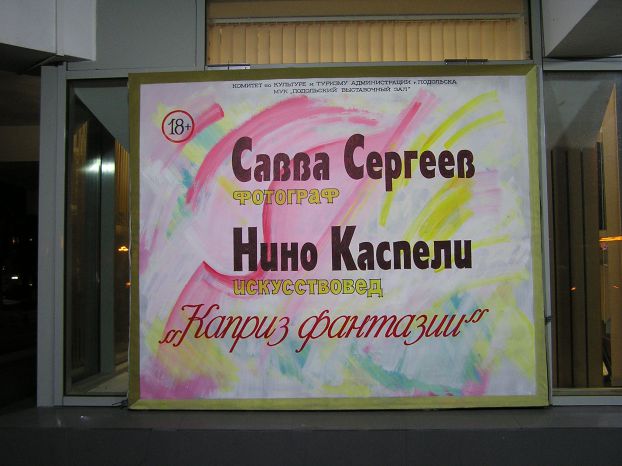 Комитет по культуре и туризму администрации г. Подольска
МУК "Подольский выставочный зал"
18+
Савва Сергеев
фотограф
Нино Каспели
искусствовед
"Каприз фантазии"